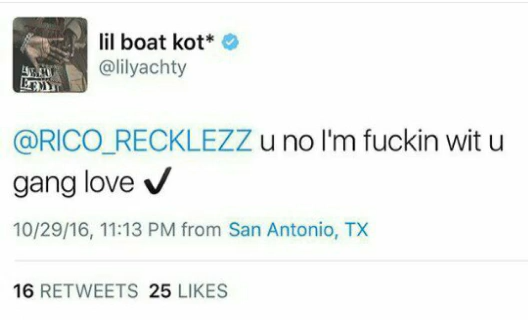 lil boat kot*
@lilyachty
@RICO_RECKLEZZ u no I'm fuckin wit u
gang love ✔
10/29/16, 11:13 PM from San Antonio, TX
16 RETWEETS 25 LIKES